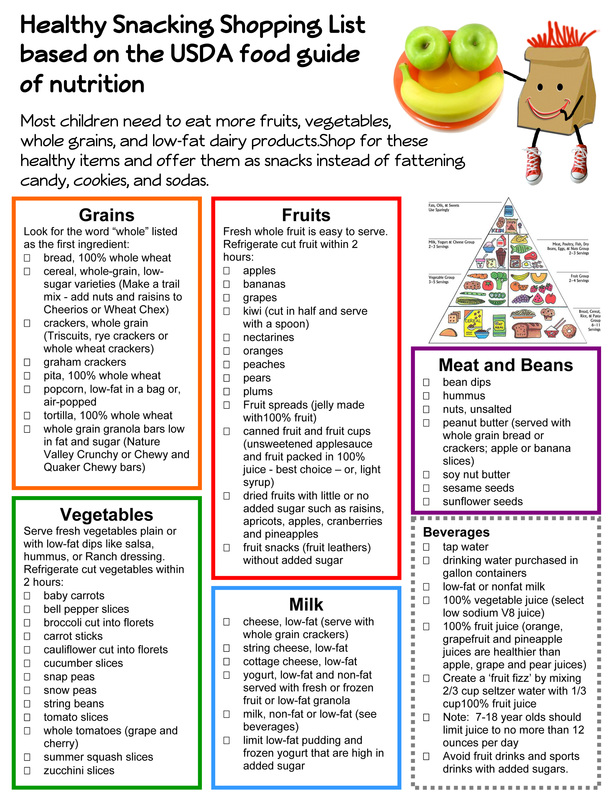 Healthy Snacking Shopping List
based on the USDA food guide
of nutrition
Most children need to eat more fruits, vegetables,
whole grains, and low-fat dairy products.Shop for these
healthy items and offer them as snacks instead of fattening
candy, cookies, and sodas.
Grains
Look for the word “whole” listed
as the first ingredient:
□ bread, 100% whole wheat
□ cereal, whole-grain, low-
sugar varieties (Make a trail
mix - add nuts and raisins to
Cheerios or Wheat Chex)
□ crackers, whole grain
(Triscuits, rye crackers or
whole wheat crackers)
□ graham crackers
□ pita, 100% whole wheat
□ popcorn, low-fat in a bag or,
air-popped
□ tortilla, 100% whole wheat
□ whole grain granola bars low
in fat and sugar (Nature
Valley Crunchy or Chewy and
Quaker Chewy bars)
Vegetables
Serve fresh vegetables plain or
with low-fat dips like salsa,
hummus, or Ranch dressing.
Refrigerate cut vegetables within
2 hours:
□ baby carrots
□ bell pepper slices
□ broccoli cut into florets
□ carrot sticks
□ cauliflower cut into florets
□ cucumber slices
□ snap peas
□ snow peas
□ string beans
□ tomato slices
□ whole tomatoes (grape and
cherry)
□ summer squash slices
□ zucchini slices
Fruits
Fresh whole fruit is easy to serve.
Refrigerate cut fruit within 2
hours:
□ apples
□ bananas
□ grapes
□ kiwi (cut in half and serve
with a spoon)
□ nectarines
□ oranges
□ peaches
□ pears
□ plums
□ Fruit spreads (jelly made
with100% fruit)
□ canned fruit and fruit cups
(unsweetened applesauce
and fruit packed in 100%
juice - best choice – or, light
syrup)
□ dried fruits with little or no
added sugar such as raisins,
apricots, apples, cranberries
and pineapples
□ fruit snacks (fruit leathers)
without added sugar
Milk
□ cheese, low-fat (serve with
whole grain crackers)
□ string cheese, low-fat
□ cottage cheese, low-fat
□ yogurt, low-fat and non-fat
served with fresh or frozen
fruit or low-fat granola
□ milk, non-fat or low-fat (see
beverages)
□ limit low-fat pudding and
frozen yogurt that are high in
added sugar
Fats, Oils, & Sweets
Use Sparingly
Milk, Yogurt & Cheese Group
2–3 Servings
Meat, Poultry, Fish, Dry
Beans, Eggs, & Nuts Group
2–3 Servings
Vegetable Group
3–5 Servings
Fruit Group
2–4 Servings
Bread, Cereal,
Rice, & Pasta
Group
6–11
Servings
Meat and Beans
□ bean dips
□ hummus
□ nuts, unsalted
□ peanut butter (served with
whole grain bread or
crackers; apple or banana
slices)
□ soy nut butter
□ sesame seeds
□ sunflower seeds
Beverages
□ tap water
□ drinking water purchased in
gallon containers
□ low-fat or nonfat milk
□ 100% vegetable juice (select
low sodium V8 juice)
□ 100% fruit juice (orange,
grapefruit and pineapple
juices are healthier than
apple, grape and pear juices)
□ Create a ‘fruit fizz’ by mixing
2/3 cup seltzer water with 1/3
cup100% fruit juice
□ Note: 7-18 year olds should
limit juice to no more than 12
ounces per day
□ Avoid fruit drinks and sports
drinks with added sugars.